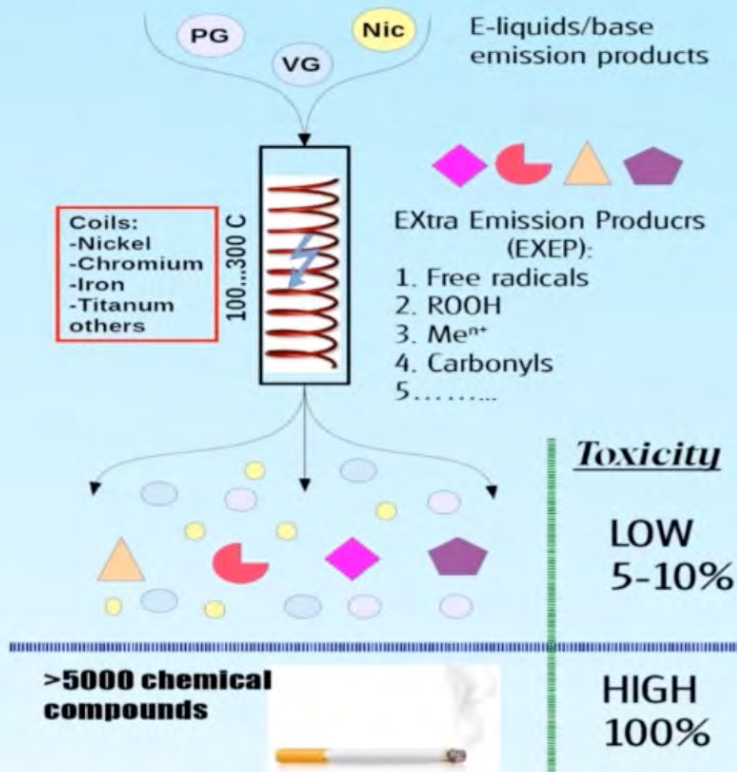 PG
VG
Nic
E-liquids/base
emission products
Coils:
-Nickel
-Chromium
-Iron
-Titanum
others
100...300 C
EXtra Emission Producrs
(EXEP):
1. Free radicals
2. ROOH
3. Meⁿ⁺
4. Carbonyls
5.........
Toxicity
LOW
5-10%
>5000 chemical
compounds
HIGH
100%